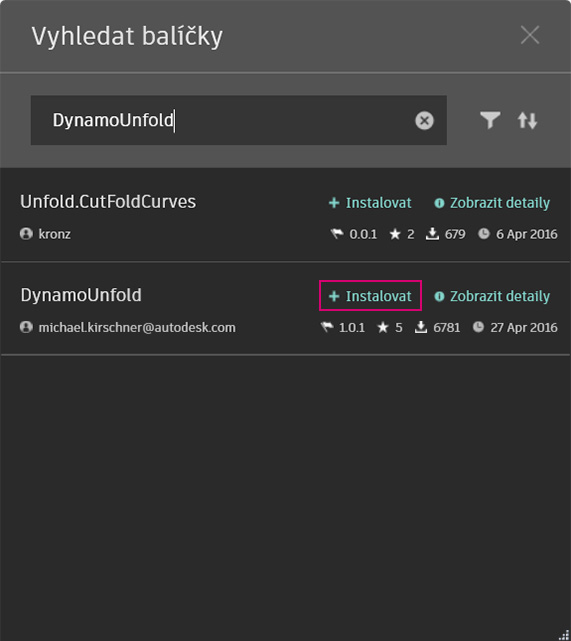 Vyhledat balíčky
DynamoUnfold
Unfold.CutFoldCurves
Instalovat
Zobrazit detaily
kronz
0.0.1
2
679
6 Apr 2016
DynamoUnfold
Instalovat
Zobrazit detaily
michael.kirschner@autodesk.com
1.0.1
5
6781
27 Apr 2016